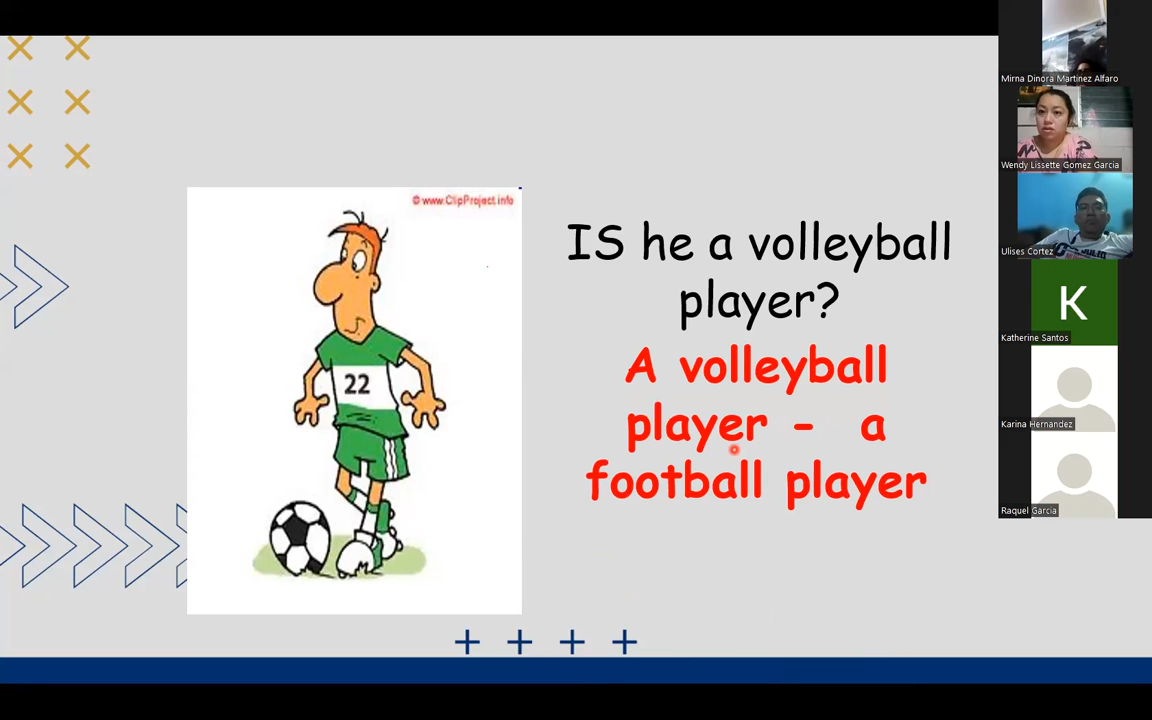 © www.ClipProject.info
22
IS he a volleyball
player?
A volleyball
player - a
football player
Mirna Dinora Martinez Alfaro
Wendy Lissette Gomez Garcia
Ulises Cortez
K
Katherine Santos
Karina Hernandez
Raquel Garcia